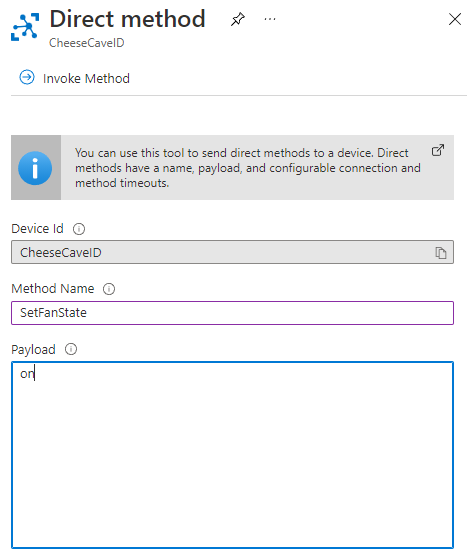 Direct method
CheeseCaveID
Invoke Method
You can use this tool to send direct methods to a device. Direct
methods have a name, payload, and configurable connection and
method timeouts.
Device Id
CheeseCaveID
Method Name
SetFanState
Payload
on